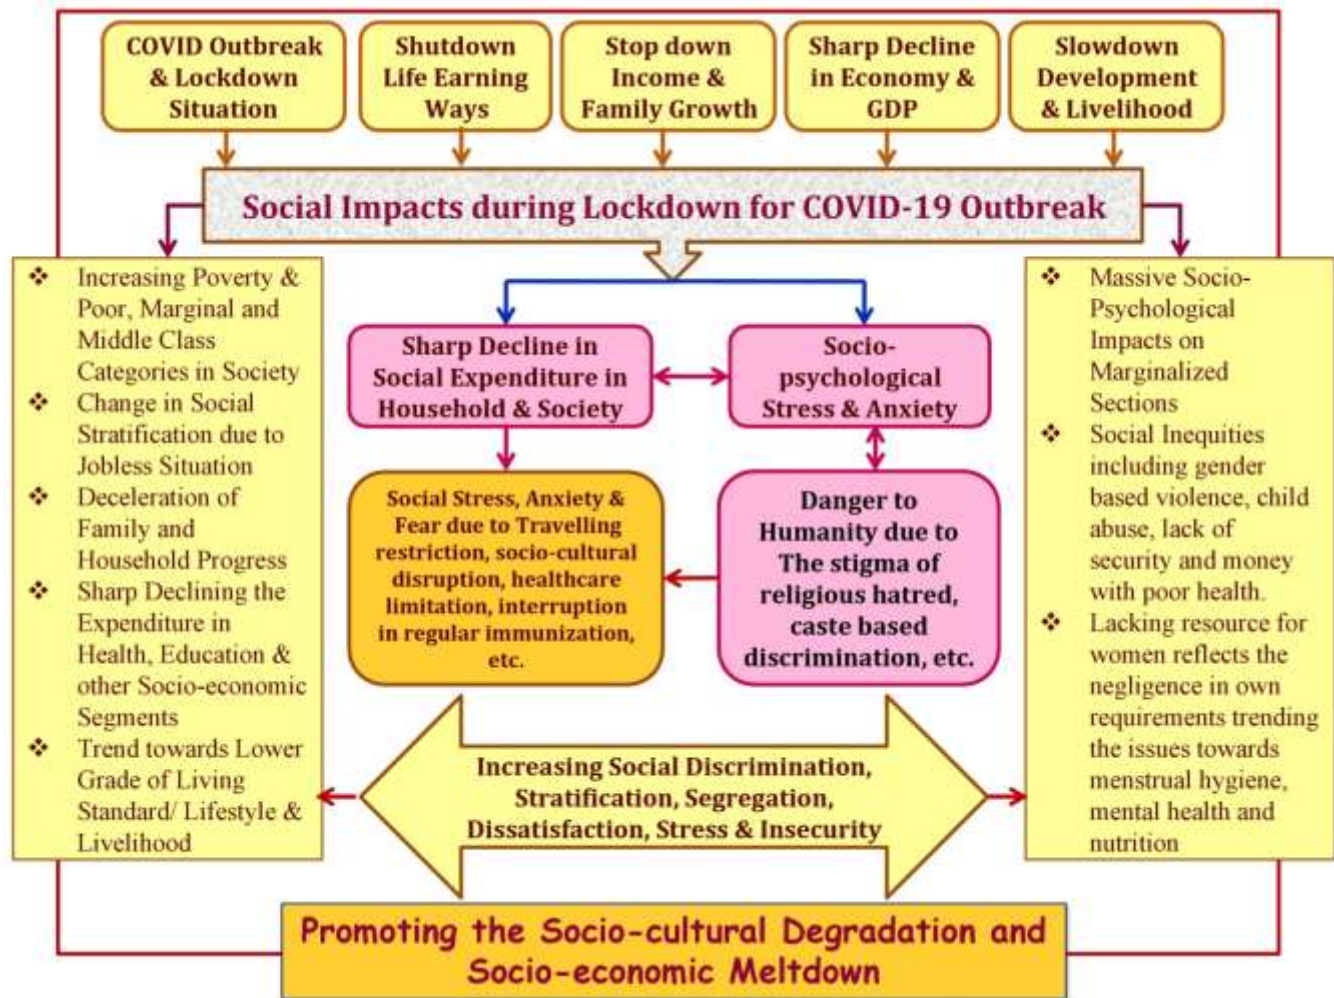 COVID Outbreak
& Lockdown
Situation
Shutdown
Life Earning
Ways
Stop down
Income &
Family Growth
Sharp Decline
in Economy &
GDP
Slowdown
Development
& Livelihood
Social Impacts during Lockdown for COVID-19 Outbreak
❖ Increasing Poverty &
Poor, Marginal and
Middle Class
Categories in Society
❖ Change in Social
Stratification due to
Jobless Situation
❖ Deceleration of
Family and
Household Progress
❖ Sharp Declining the
Expenditure in
Health, Education &
other Socio-economic
Segments
❖ Trend towards Lower
Grade of Living
Standard/ Lifestyle &
Livelihood
Sharp Decline in
Social Expenditure in
Household & Society
Socio-
psychological
Stress & Anxiety
Social Stress, Anxiety &
Fear due to Travelling
restriction, socio-cultural
disruption, healthcare
limitation, interruption
in regular immunization,
etc.
Danger to
Humanity due to
The stigma of
religious hatred,
caste based
discrimination, etc.
❖ Massive Socio-
Psychological
Impacts on
Marginalized
Sections
❖ Social Inequities
including gender
based violence, child
abuse, lack of
security and money
with poor health.
❖ Lacking resource for
women reflects the
negligence in own
requirements trending
the issues towards
menstrual hygiene,
mental health and
nutrition
Increasing Social Discrimination,
Stratification, Segregation,
Dissatisfaction, Stress & Insecurity
Promoting the Socio-cultural Degradation and
Socio-economic Meltdown